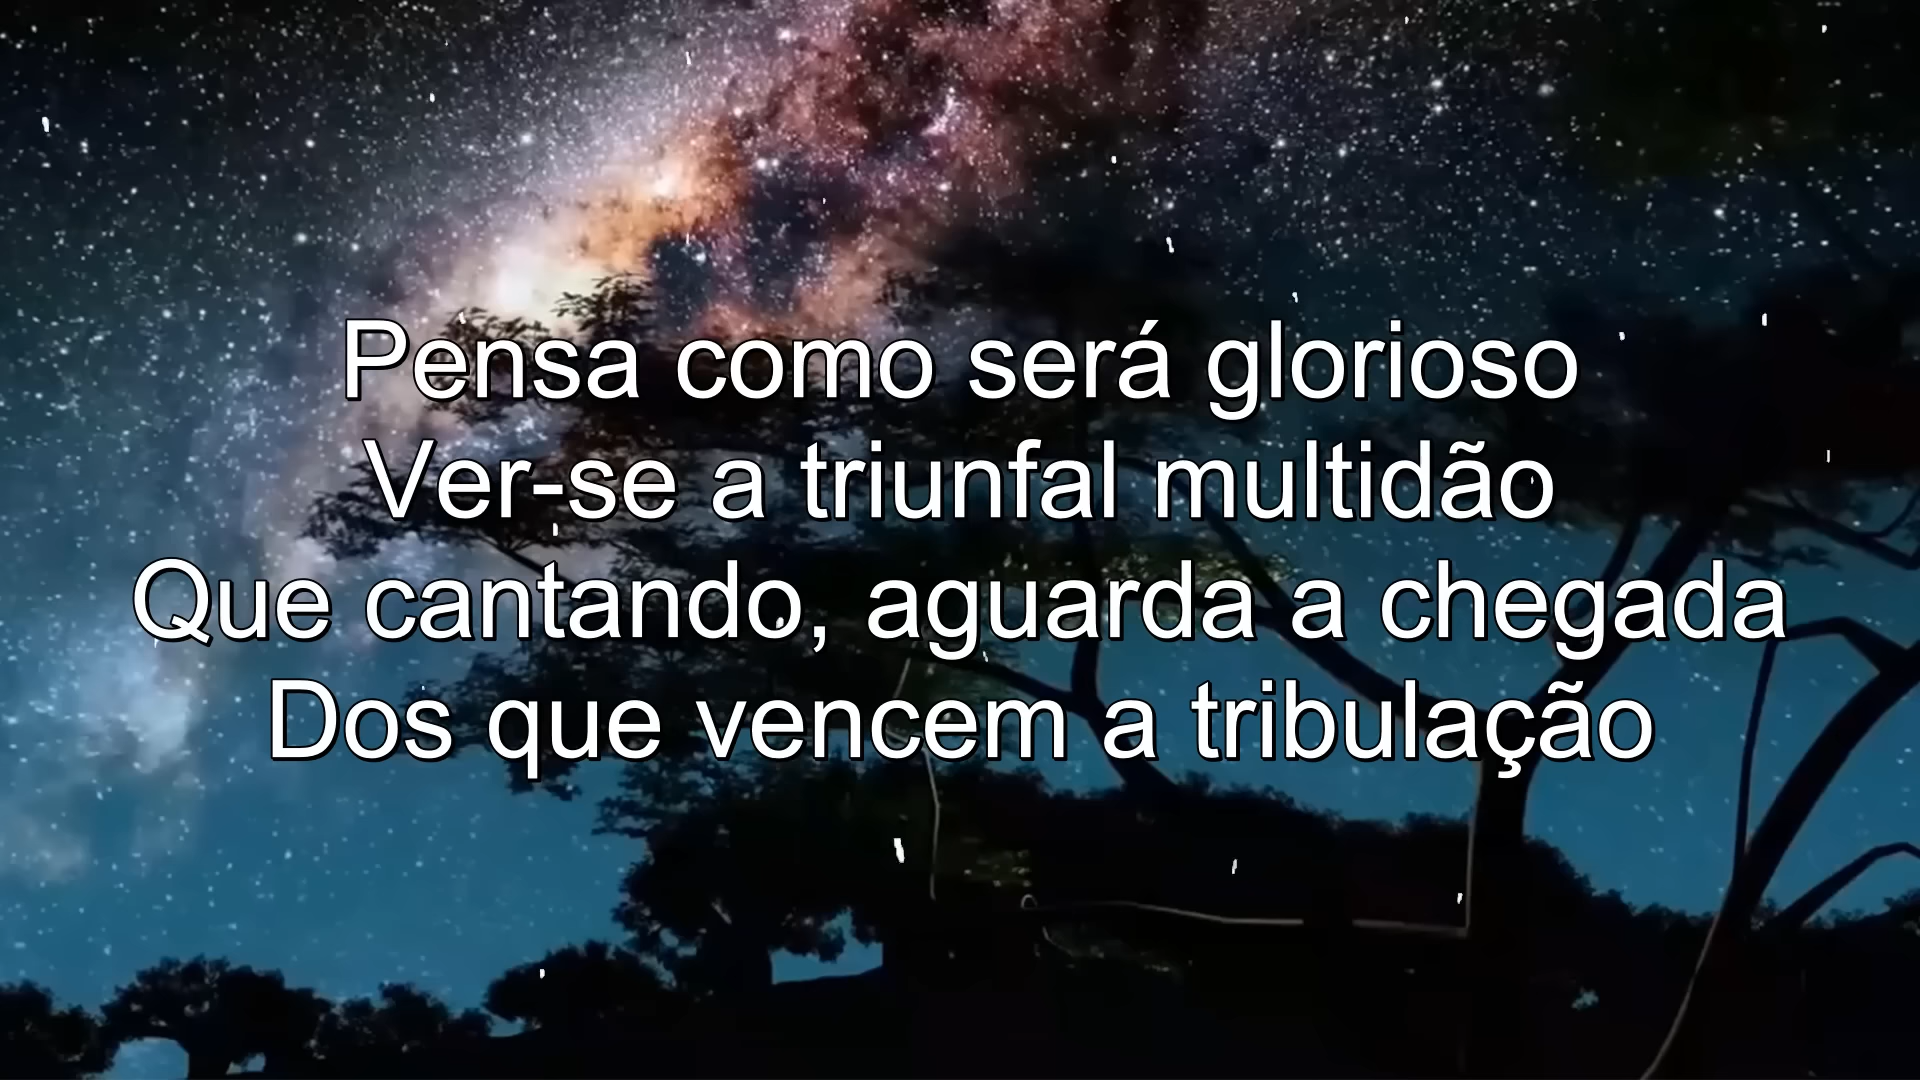 Pensa como será glorioso
Ver-se a triunfal multidão
Que cantando, aguarda a chegada
Dos que vencem a tribulação